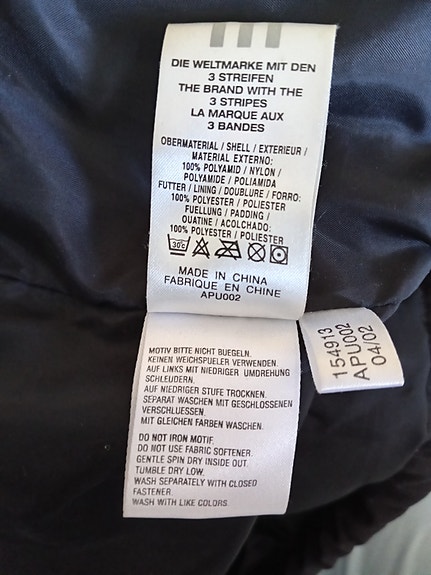 DIE WELTMARKE MIT DEN
3 STREIFEN
THE BRAND WITH THE
3 STRIPES
LA MARQUE AUX
3 BANDES
OBERMATERIAL / SHELL / EXTERIEUR /
MATERIAL EXTERNO:
100% POLYAMID / NYLON /
POLYAMIDE / POLIAMIDA
FUTTER / LINING / DOUBLURE / FORRO:
100% POLYESTER / POLIESTER
FUELLUNG / PADDING /
OUATINE / ACOLCHADO:
100% POLYESTER / POLIESTER
30°C
MADE IN CHINA
FABRIQUE EN CHINE
APU002
154913
APU002
04/02
MOTIV BITTE NICHT BUEGELN.
KEINEN WEICHSPUELER VERWENDEN.
AUF LINKS MIT NIEDRIGER UMDREHUNG
SCHLEUDERN.
AUF NIEDRIGER STUFE TROCKNEN.
SEPARAT WASCHEN MIT GESCHLOSSENEN
VERSCHLUESSEN.
MIT GLEICHEN FARBEN WASCHEN.
DO NOT IRON MOTIF.
DO NOT USE FABRIC SOFTENER.
GENTLE SPIN DRY INSIDE OUT.
TUMBLE DRY LOW.
WASH SEPARATELY WITH CLOSED
FASTENER.
WASH WITH LIKE COLORS.